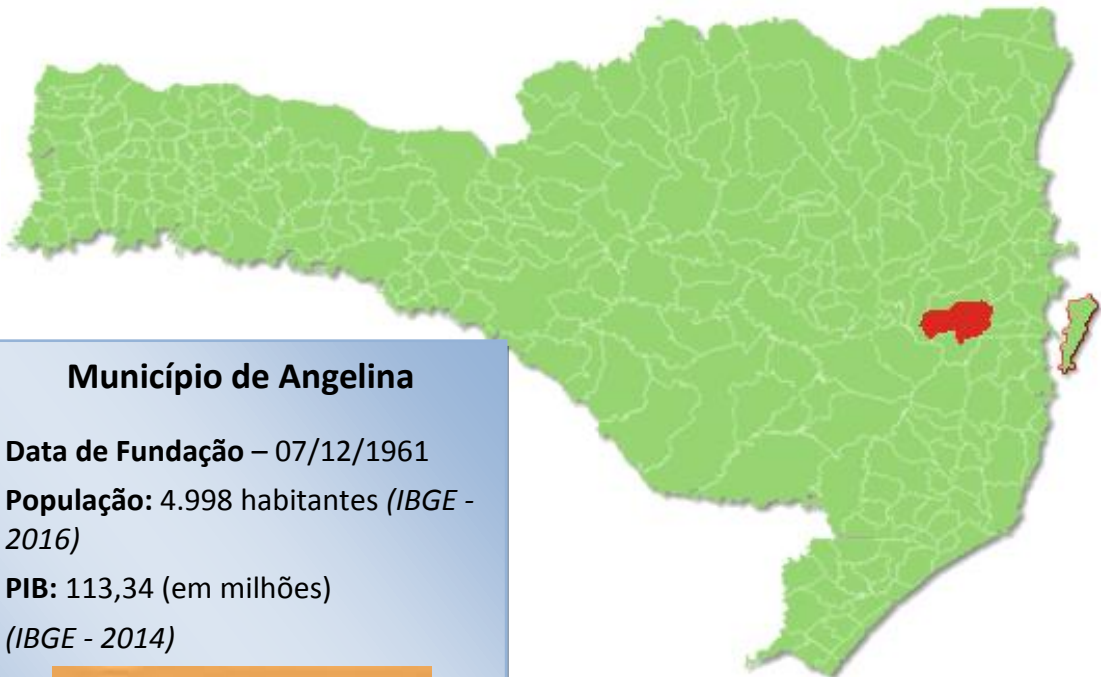 Município de Angelina
Data de Fundação – 07/12/1961
População: 4.998 habitantes (IBGE -
2016)
PIB: 113,34 (em milhões)
(IBGE - 2014)